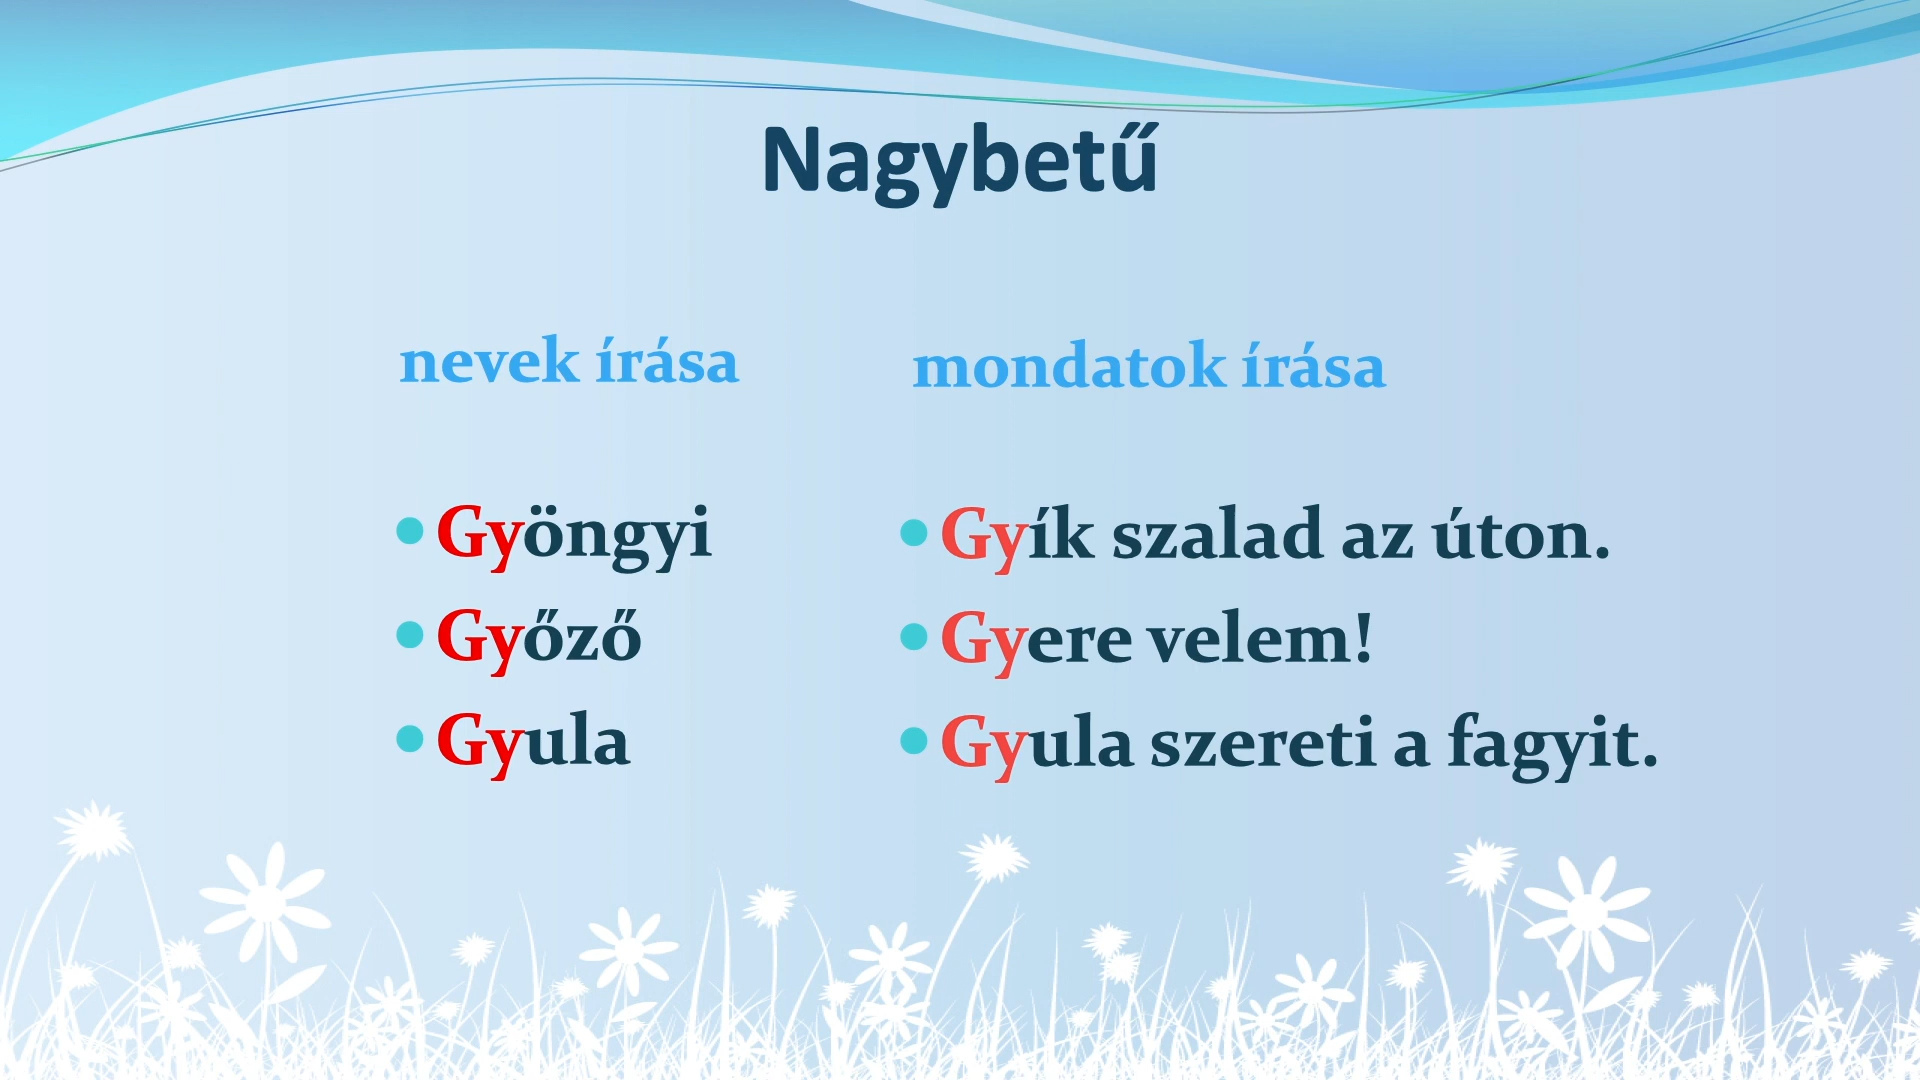 Nagybetű
nevek írása
Gyöngyi
Győző
Gyula
mondatok írása
Gyík szalad az úton.
Gyere velem!
Gyula szereti a fagyit.